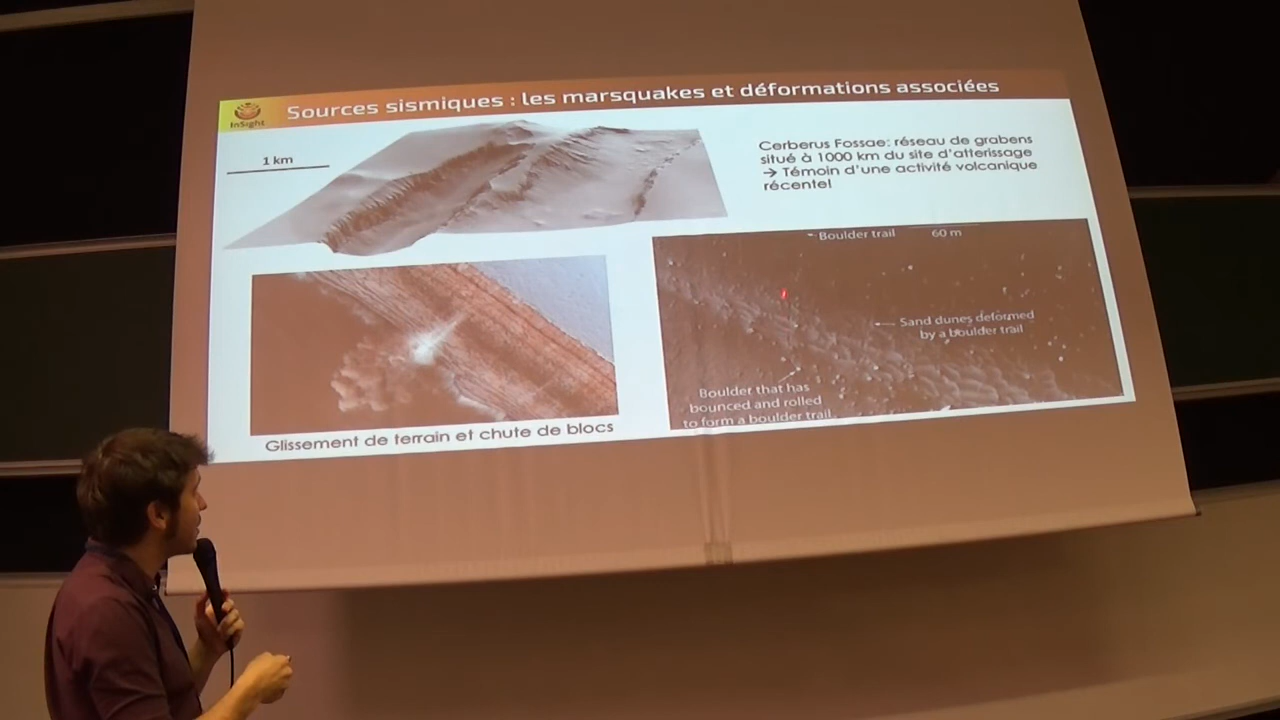 InSight
Sources sismiques : les marsquakes et déformations associées
1 km
Cerberus Fossae: réseau de grabens
situé à 1000 km du site d'atterissage
→ Témoin d'une activité volcanique
récente!
Boulder trail
60 m
Sand dunes deformed
by a boulder trail
Boulder that has
bounced and rolled
to form a boulder trail
Glissement de terrain et chute de blocs